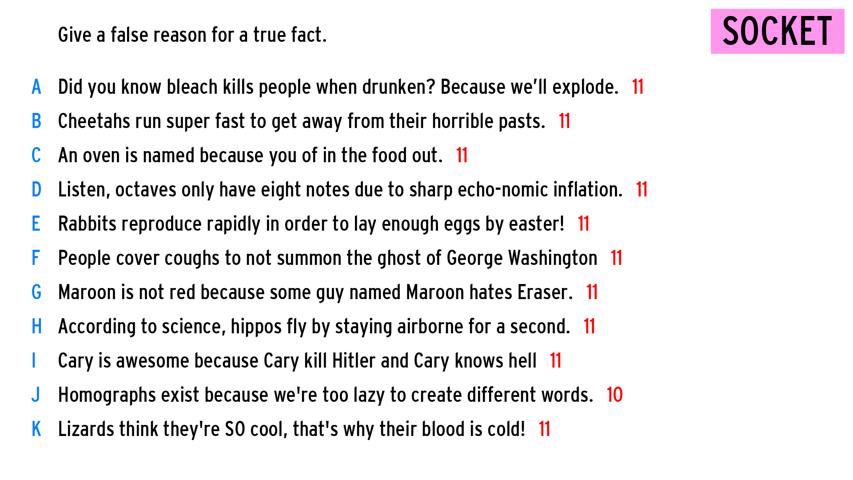 Give a false reason for a true fact.
SOCKET
A Did you know bleach kills people when drunken? Because we'll explode. 11
B Cheetahs run super fast to get away from their horrible pasts. 11
C An oven is named because you of in the food out. 11
D Listen, octaves only have eight notes due to sharp echo-nomic inflation. 11
E Rabbits reproduce rapidly in order to lay enough eggs by easter! 11
F People cover coughs to not summon the ghost of George Washington 11
G Maroon is not red because some guy named Maroon hates Eraser. 11
H According to science, hippos fly by staying airborne for a second. 11
I Cary is awesome because Cary kill Hitler and Cary knows hell 11
J Homographs exist because we're too lazy to create different words. 10
K Lizards think they're SO cool, that's why their blood is cold! 11